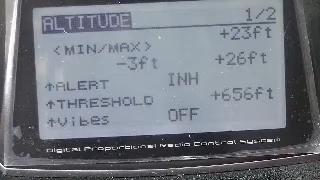 ALTITUDE 1/2
+23ft
<MIN/MAX>
-3ft +26ft
↑ALERT INH
↑THRESHOLD +656ft
↑Vibes OFF
Digital Proportional Radio Control System